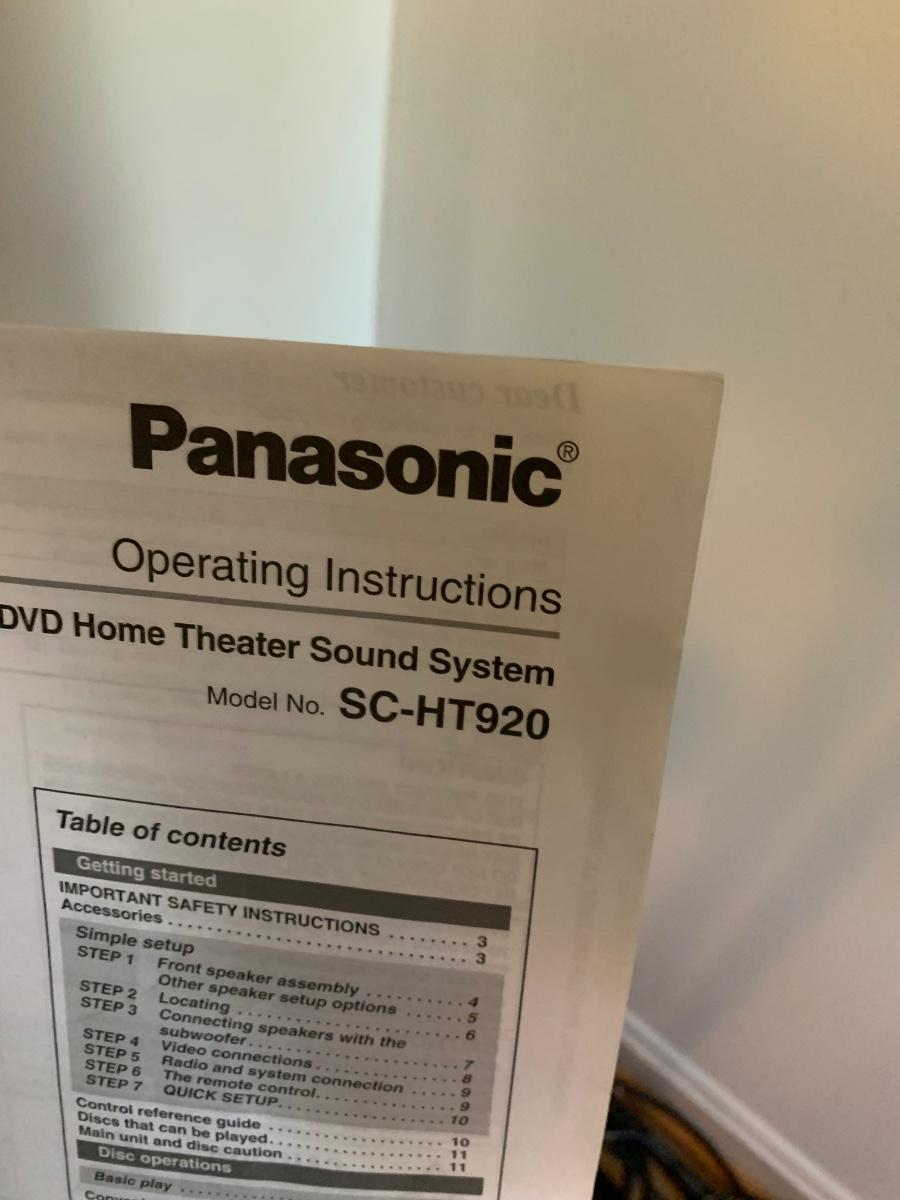 Dear customer
Panasonic®
Operating Instructions
DVD Home Theater Sound System
Model No. SC-HT920
Table of contents
Getting started
IMPORTANT SAFETY INSTRUCTIONS ........ 3
Accessories .............................. 3
Simple setup
STEP 1 Front speaker assembly .......... 4
Other speaker setup options ...... 5
STEP 2 Locating ........................ 6
STEP 3 Connecting speakers with the
subwoofer........................ 7
STEP 4 Video connections ............... 8
STEP 5 Radio and system connection ..... 9
STEP 6 The remote control............... 9
STEP 7 QUICK SETUP..................... 10
Control reference guide ................. 10
Discs that can be played................. 11
Main unit and disc caution .............. 11
Disc operations
Basic play ..............